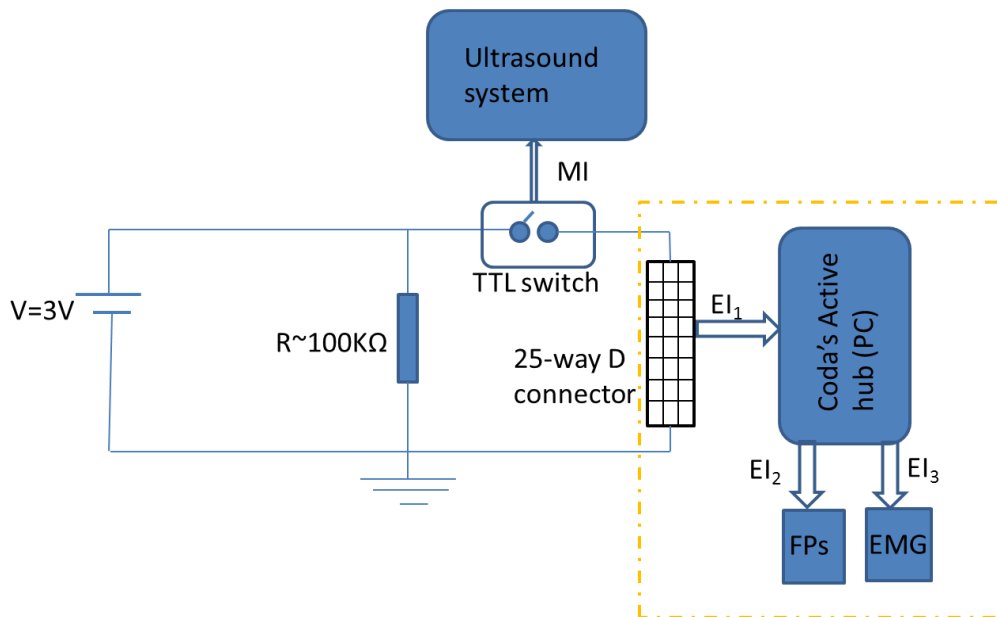 Ultrasound
system
MI
TTL switch
V=3V
R~100KΩ
25-way D
connector
EI₁
Coda's Active
hub (PC)
EI₂
EI₃
FPs
EMG